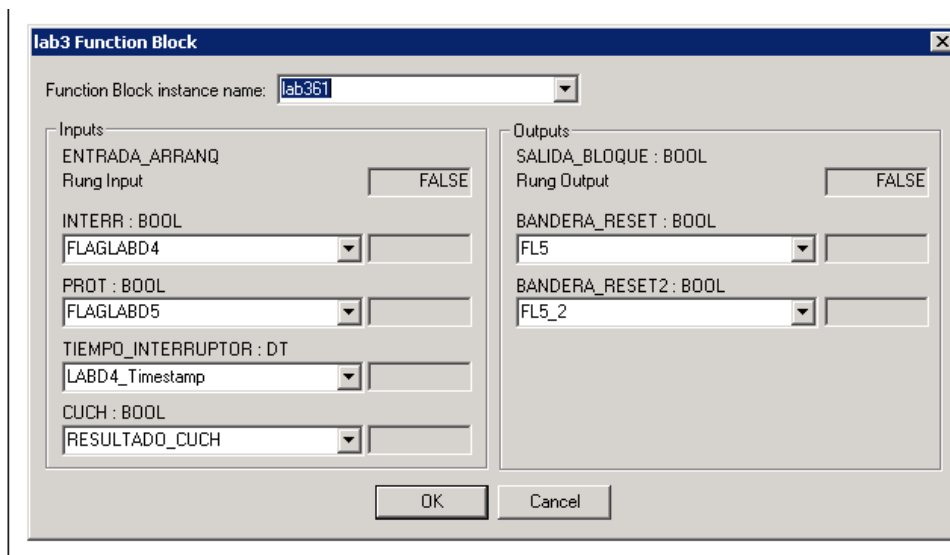 lab3 Function Block
Function Block instance name: lab361
Inputs
ENTRADA_ARRANQ
Rung Input FALSE
INTERR : BOOL
FLAGLABD4
PROT : BOOL
FLAGLABD5
TIEMPO_INTERRUPTOR : DT
LABD4_Timestamp
CUCH : BOOL
RESULTADO_CUCH
Outputs
SALIDA_BLOQUE : BOOL
Rung Output FALSE
BANDERA_RESET : BOOL
FL5
BANDERA_RESET2 : BOOL
FL5_2
OK
Cancel